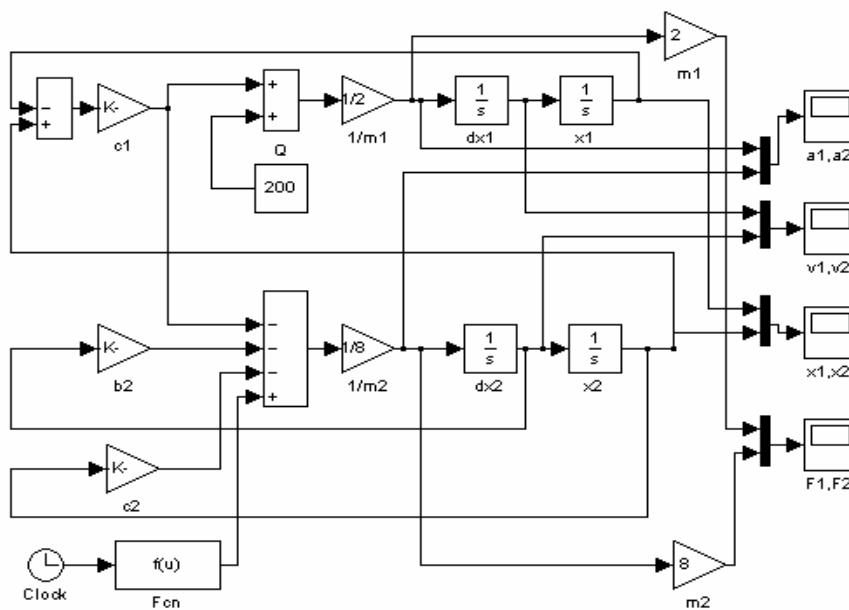 2
m1
−
+
K-
c1
+
+
Q
1/2
1/m1
1
s
dx1
1
s
x1
a1,a2
200
v1,v2
−
−
−
+
K-
b2
1/8
1/m2
1
s
dx2
1
s
x2
x1,x2
K-
c2
F1,F2
Clock
f(u)
Fcn
8
m2